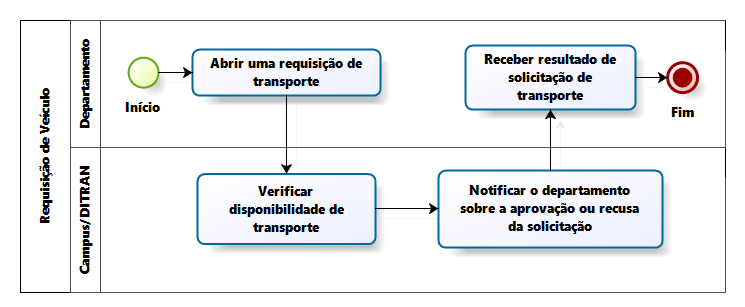 Requisição de Veículo
Departamento
Início
Abrir uma requisição de
transporte
Receber resultado de
solicitação de
transporte
Fim
Campus/DITRAN
Verificar
disponibilidade de
transporte
Notificar o departamento
sobre a aprovação ou recusa
da solicitação